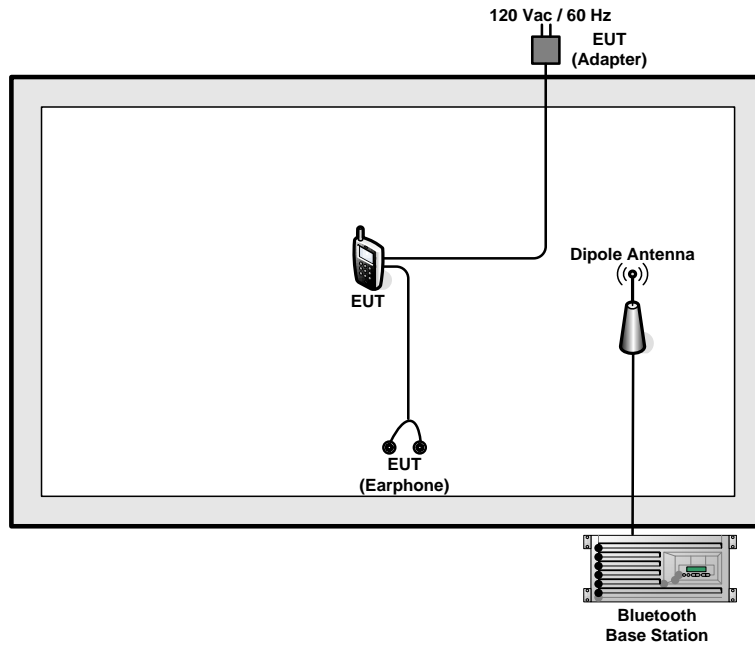 120 Vac / 60 Hz
EUT
(Adapter)
Dipole Antenna
EUT
EUT
(Earphone)
Bluetooth
Base Station